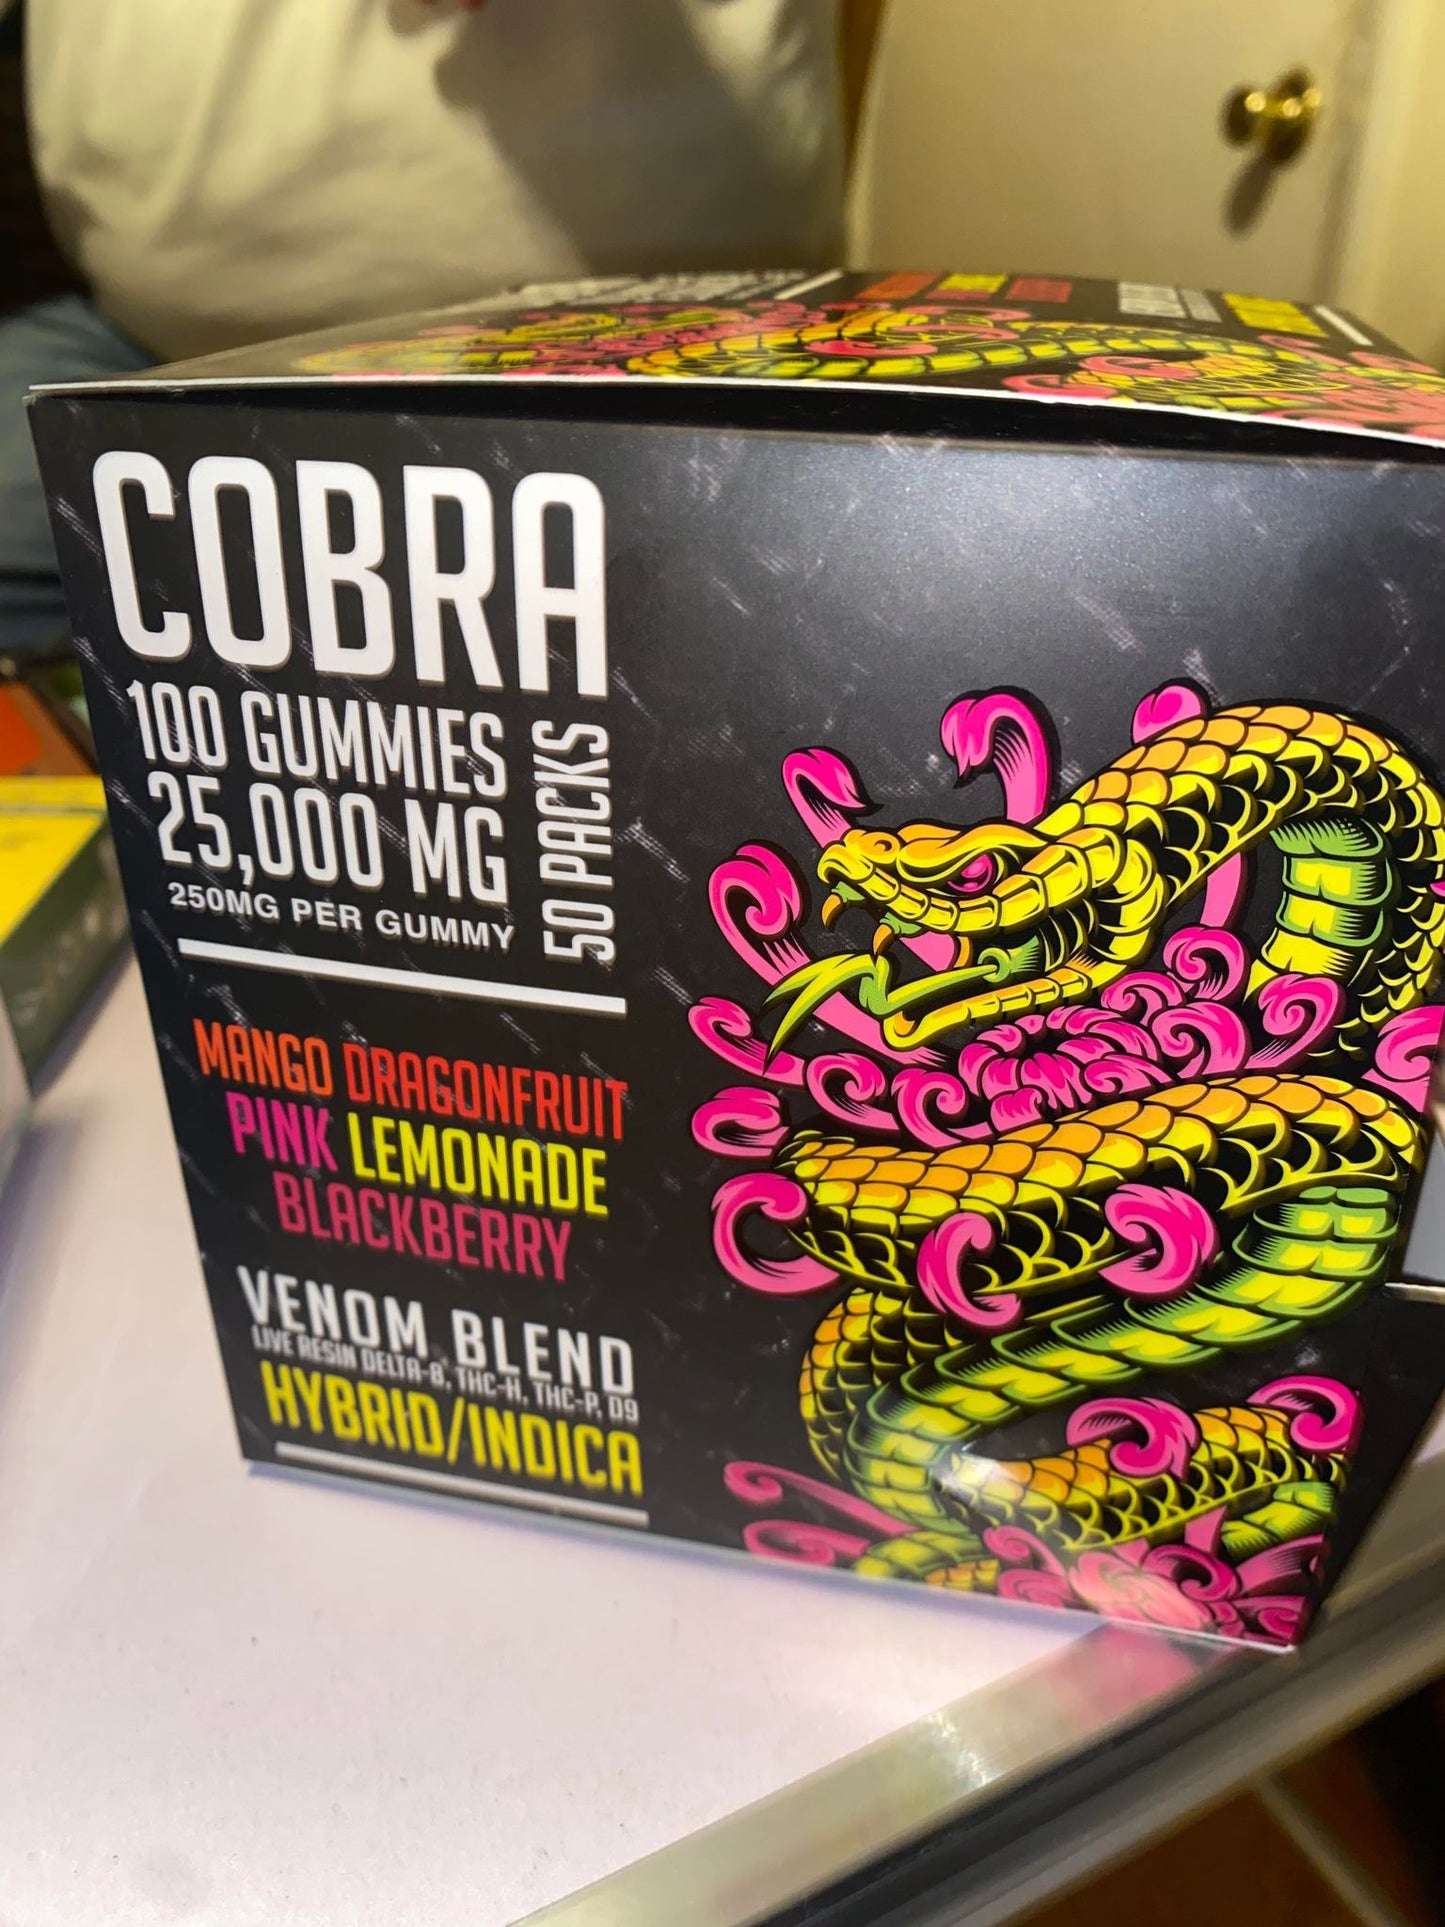 COBRA
100 GUMMIES
25,000 MG
250MG PER GUMMY
50 PACKS
MANGO DRAGONFRUIT
PINK LEMONADE
BLACKBERRY
VENOM BLEND
LIVE RESIN DELTA-8, THC-H, THC-P, D9
HYBRID/INDICA